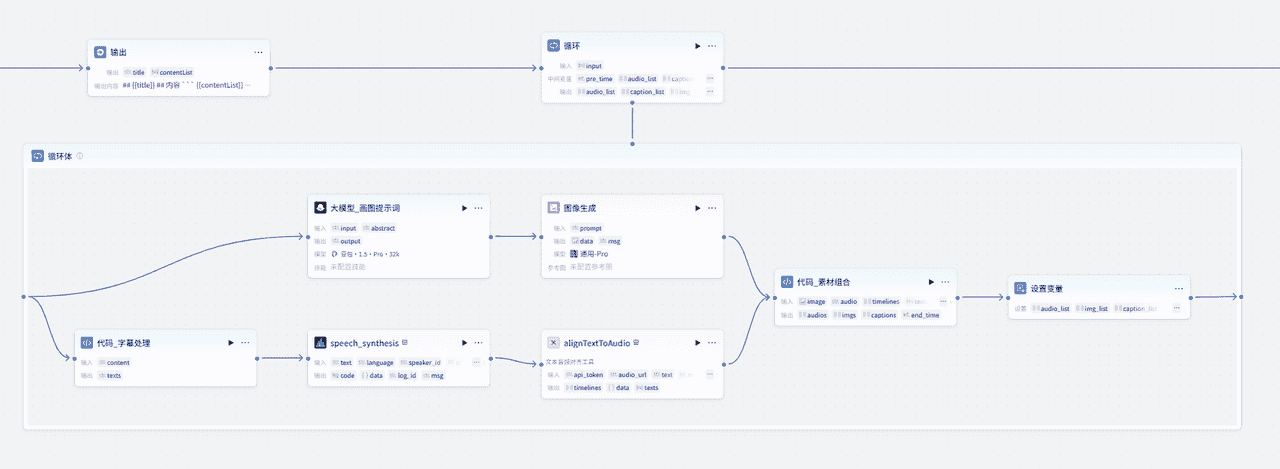 输出
输出 title contentList
输出内容 ## {{title}} ## 内容 ``` {{contentList}} ...
循环
输入 input
中间变量 pre_time audio_list caption
输出 audio_list caption_list img
循环体
大模型_画图提示词
输入 input abstract
输出 output
模型 豆包·1.5·Pro·32k
技能 未配置技能
图像生成
输入 prompt
输出 data msg
模型 通用-Pro
参考图 未配置参考图
代码_素材组合
输入 image audio timelines
输出 audios imgs captions end_time
设置变量
设置 audio_list img_list caption_list
代码_字幕处理
输入 content
输出 texts
speech_synthesis
输入 text language speaker_id
输出 code data log_id msg
alignTextToAudio
文本音频对齐工具
输入 api_token audio_url text
输出 timelines data texts